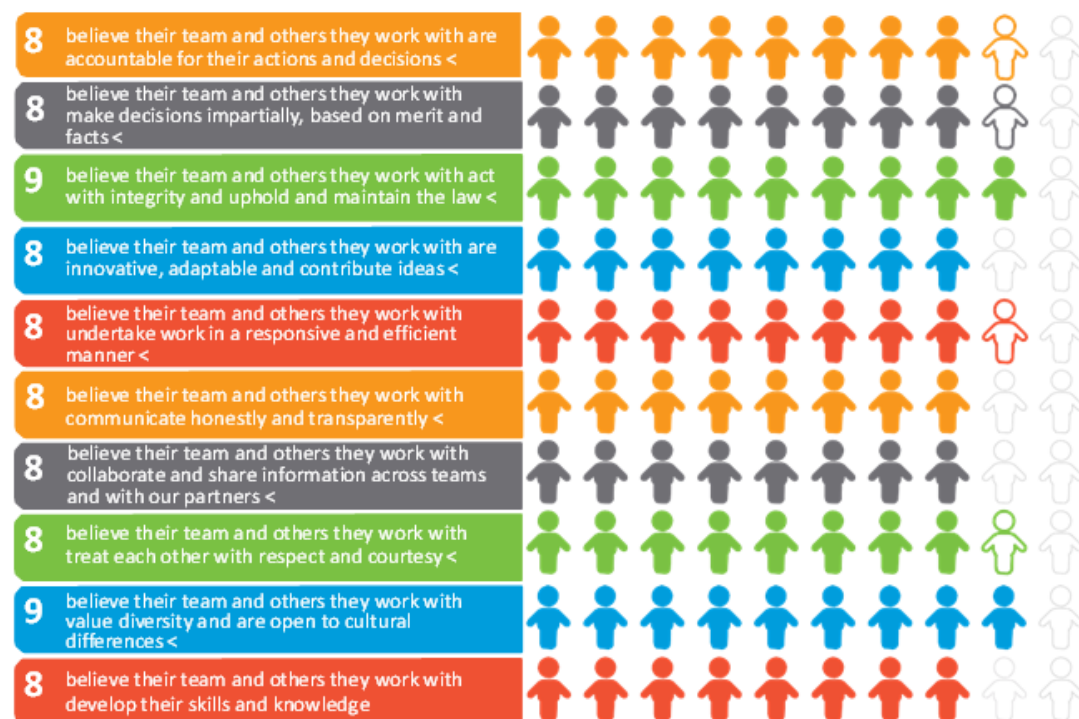 8 believe their team and others they work with are
accountable for their actions and decisions <
8 believe their team and others they work with
make decisions impartially, based on merit and
facts <
9 believe their team and others they work with act
with integrity and uphold and maintain the law <
8 believe their team and others they work with are
innovative, adaptable and contribute ideas <
8 believe their team and others they work with
undertake work in a responsive and efficient
manner <
8 believe their team and others they work with
communicate honestly and transparently <
8 believe their team and others they work with
collaborate and share information across teams
and with our partners <
8 believe their team and others they work with
treat each other with respect and courtesy <
9 believe their team and others they work with
value diversity and are open to cultural
differences <
8 believe their team and others they work with
develop their skills and knowledge